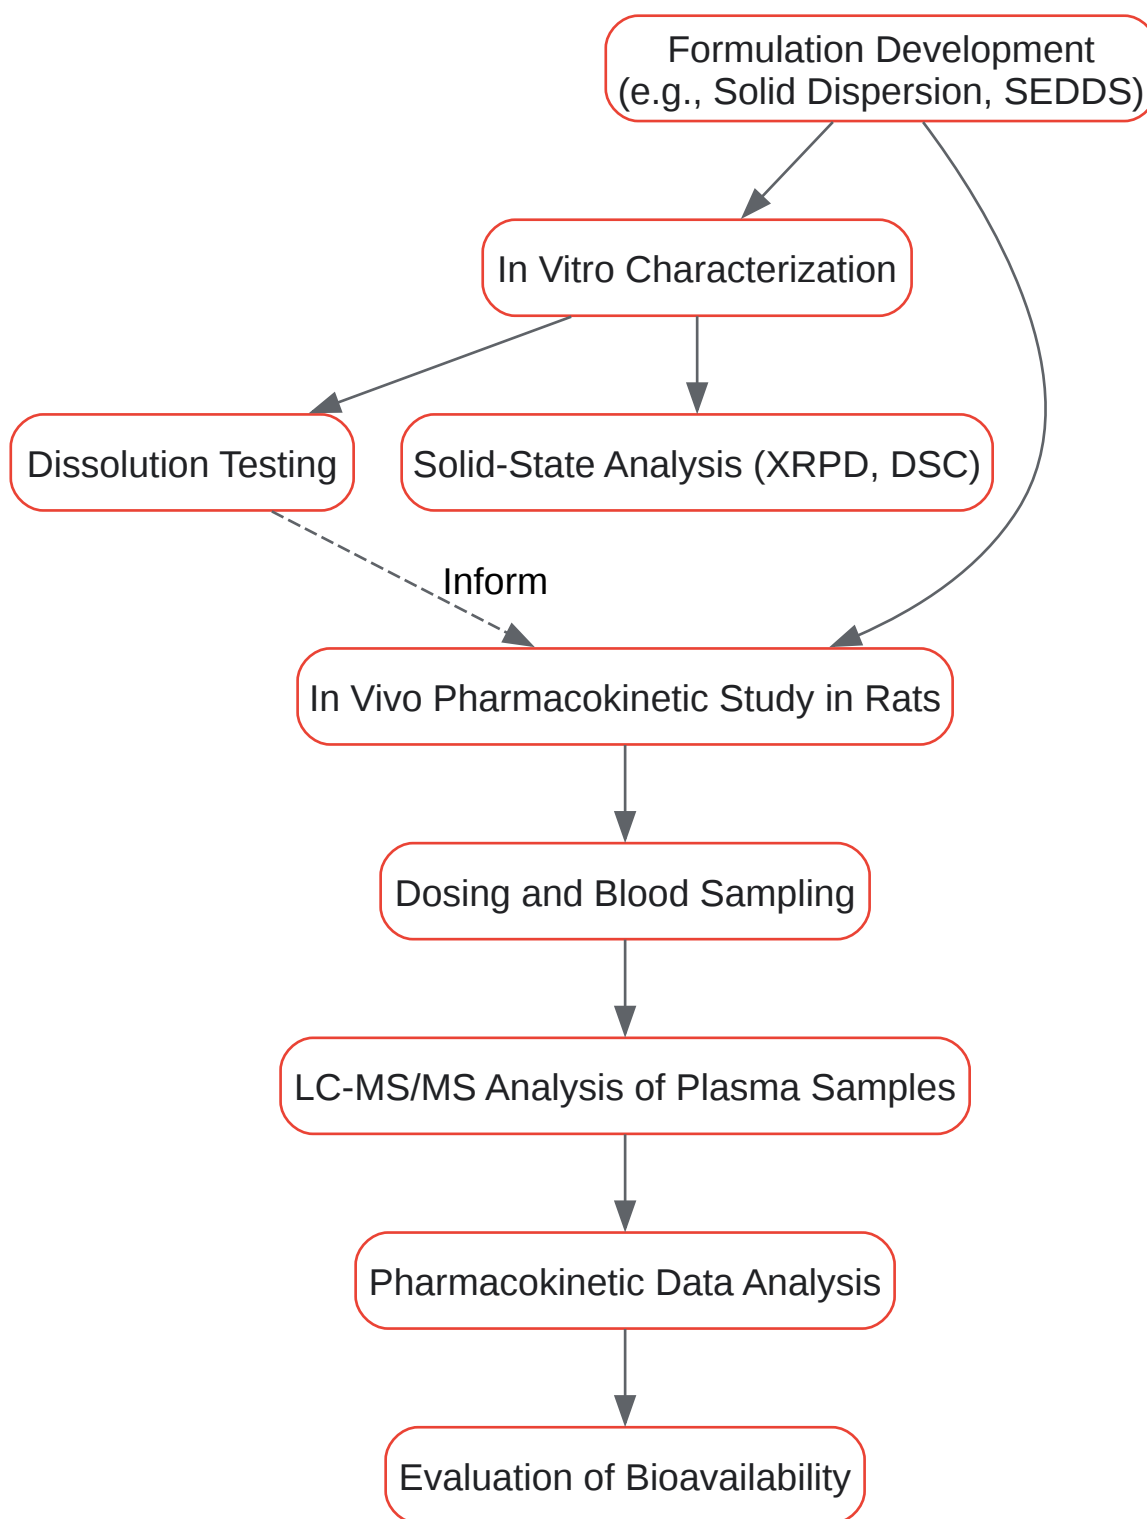 Formulation Development
(e.g., Solid Dispersion, SEDDS)
In Vitro Characterization
Dissolution Testing
Solid-State Analysis (XRPD, DSC)
Inform
In Vivo Pharmacokinetic Study in Rats
Dosing and Blood Sampling
LC-MS/MS Analysis of Plasma Samples
Pharmacokinetic Data Analysis
Evaluation of Bioavailability